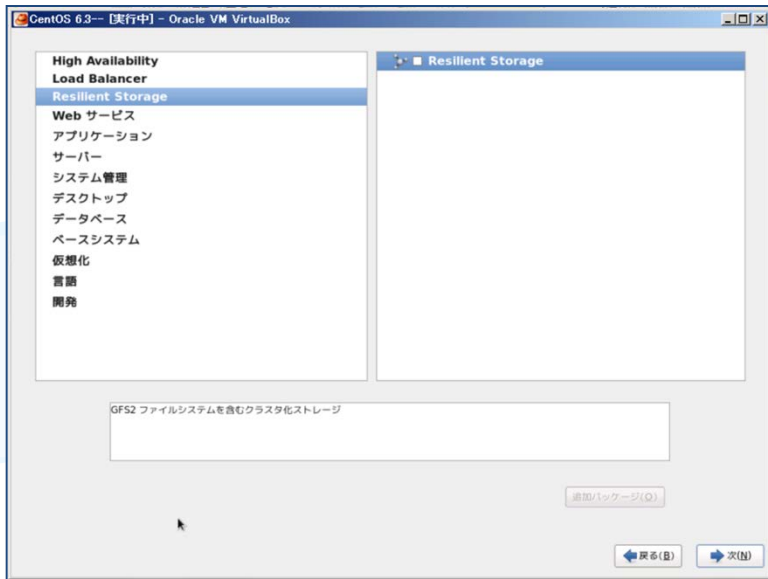 CentOS 6.3-- [実行中] - Oracle VM VirtualBox
High Availability
Load Balancer
Resilient Storage
Web サービス
アプリケーション
サーバー
システム管理
デスクトップ
データベース
ベースシステム
仮想化
言語
開発
Resilient Storage
GFS2 ファイルシステムを含むクラスタ化ストレージ
追加パッケージ(O)
戻る(B)
次(N)